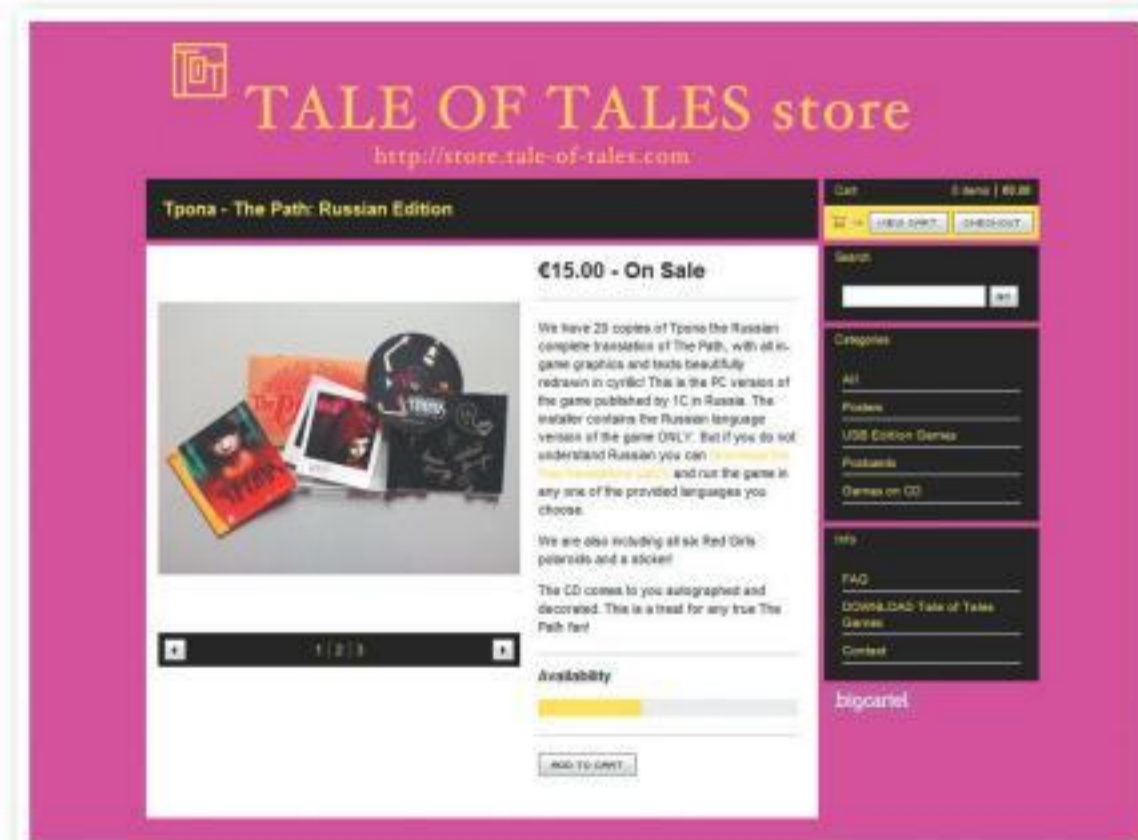 TOT
TALE OF TALES store
http://store.tale-of-tales.com
Tpona - The Path: Russian Edition
Cart 0 items | €0.00
VIEW CART CHECKOUT
Search
GO
Categories
All
Posters
USB Edition Games
Postcards
Games on CD
Info
FAQ
DOWNLOAD Tale of Tales
Games
Contact
bigcartel
€15.00 - On Sale
We have 25 copies of Tpona the Russian
complete translation of The Path, with all in-
game graphics and texts beautifully
redrawn in cyrillic! This is the PC version of
the game published by 1C in Russia. The
installer contains the Russian language
version of the game ONLY. But if you do not
understand Russian you can
and run the game in
any one of the provided languages you
choose.
We are also including all six Red Girls
polaroids and a sticker!
The CD comes to you autographed and
decorated. This is a treat for any true The
Path fan!
Availability
ADD TO CART
1 | 2 | 3